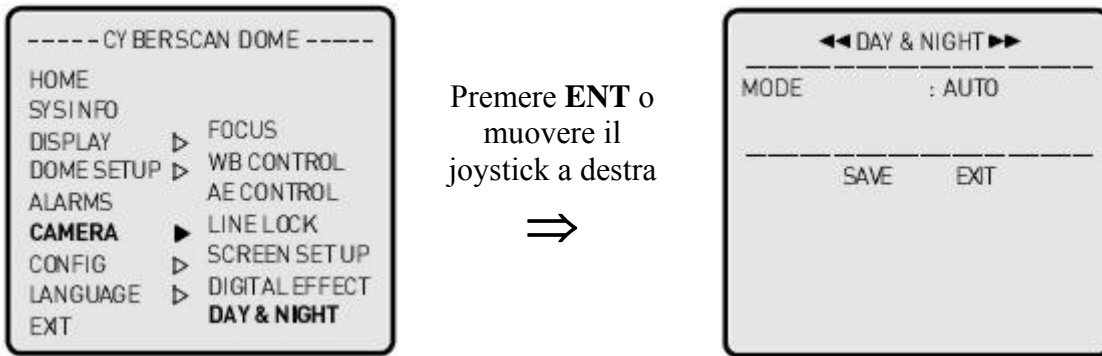 -----CYBERSCAN DOME-----
HOME
SYSINFO
DISPLAY ▷
DOME SETUP ▷
ALARMS
CAMERA ▶
CONFIG ▷
LANGUAGE ▷
EXIT
FOCUS
WB CONTROL
AE CONTROL
LINE LOCK
SCREEN SETUP
DIGITAL EFFECT
DAY & NIGHT
Premere ENT o
muovere il
joystick a destra
⇒
◀◀ DAY & NIGHT ▶▶
MODE : AUTO
SAVE EXIT